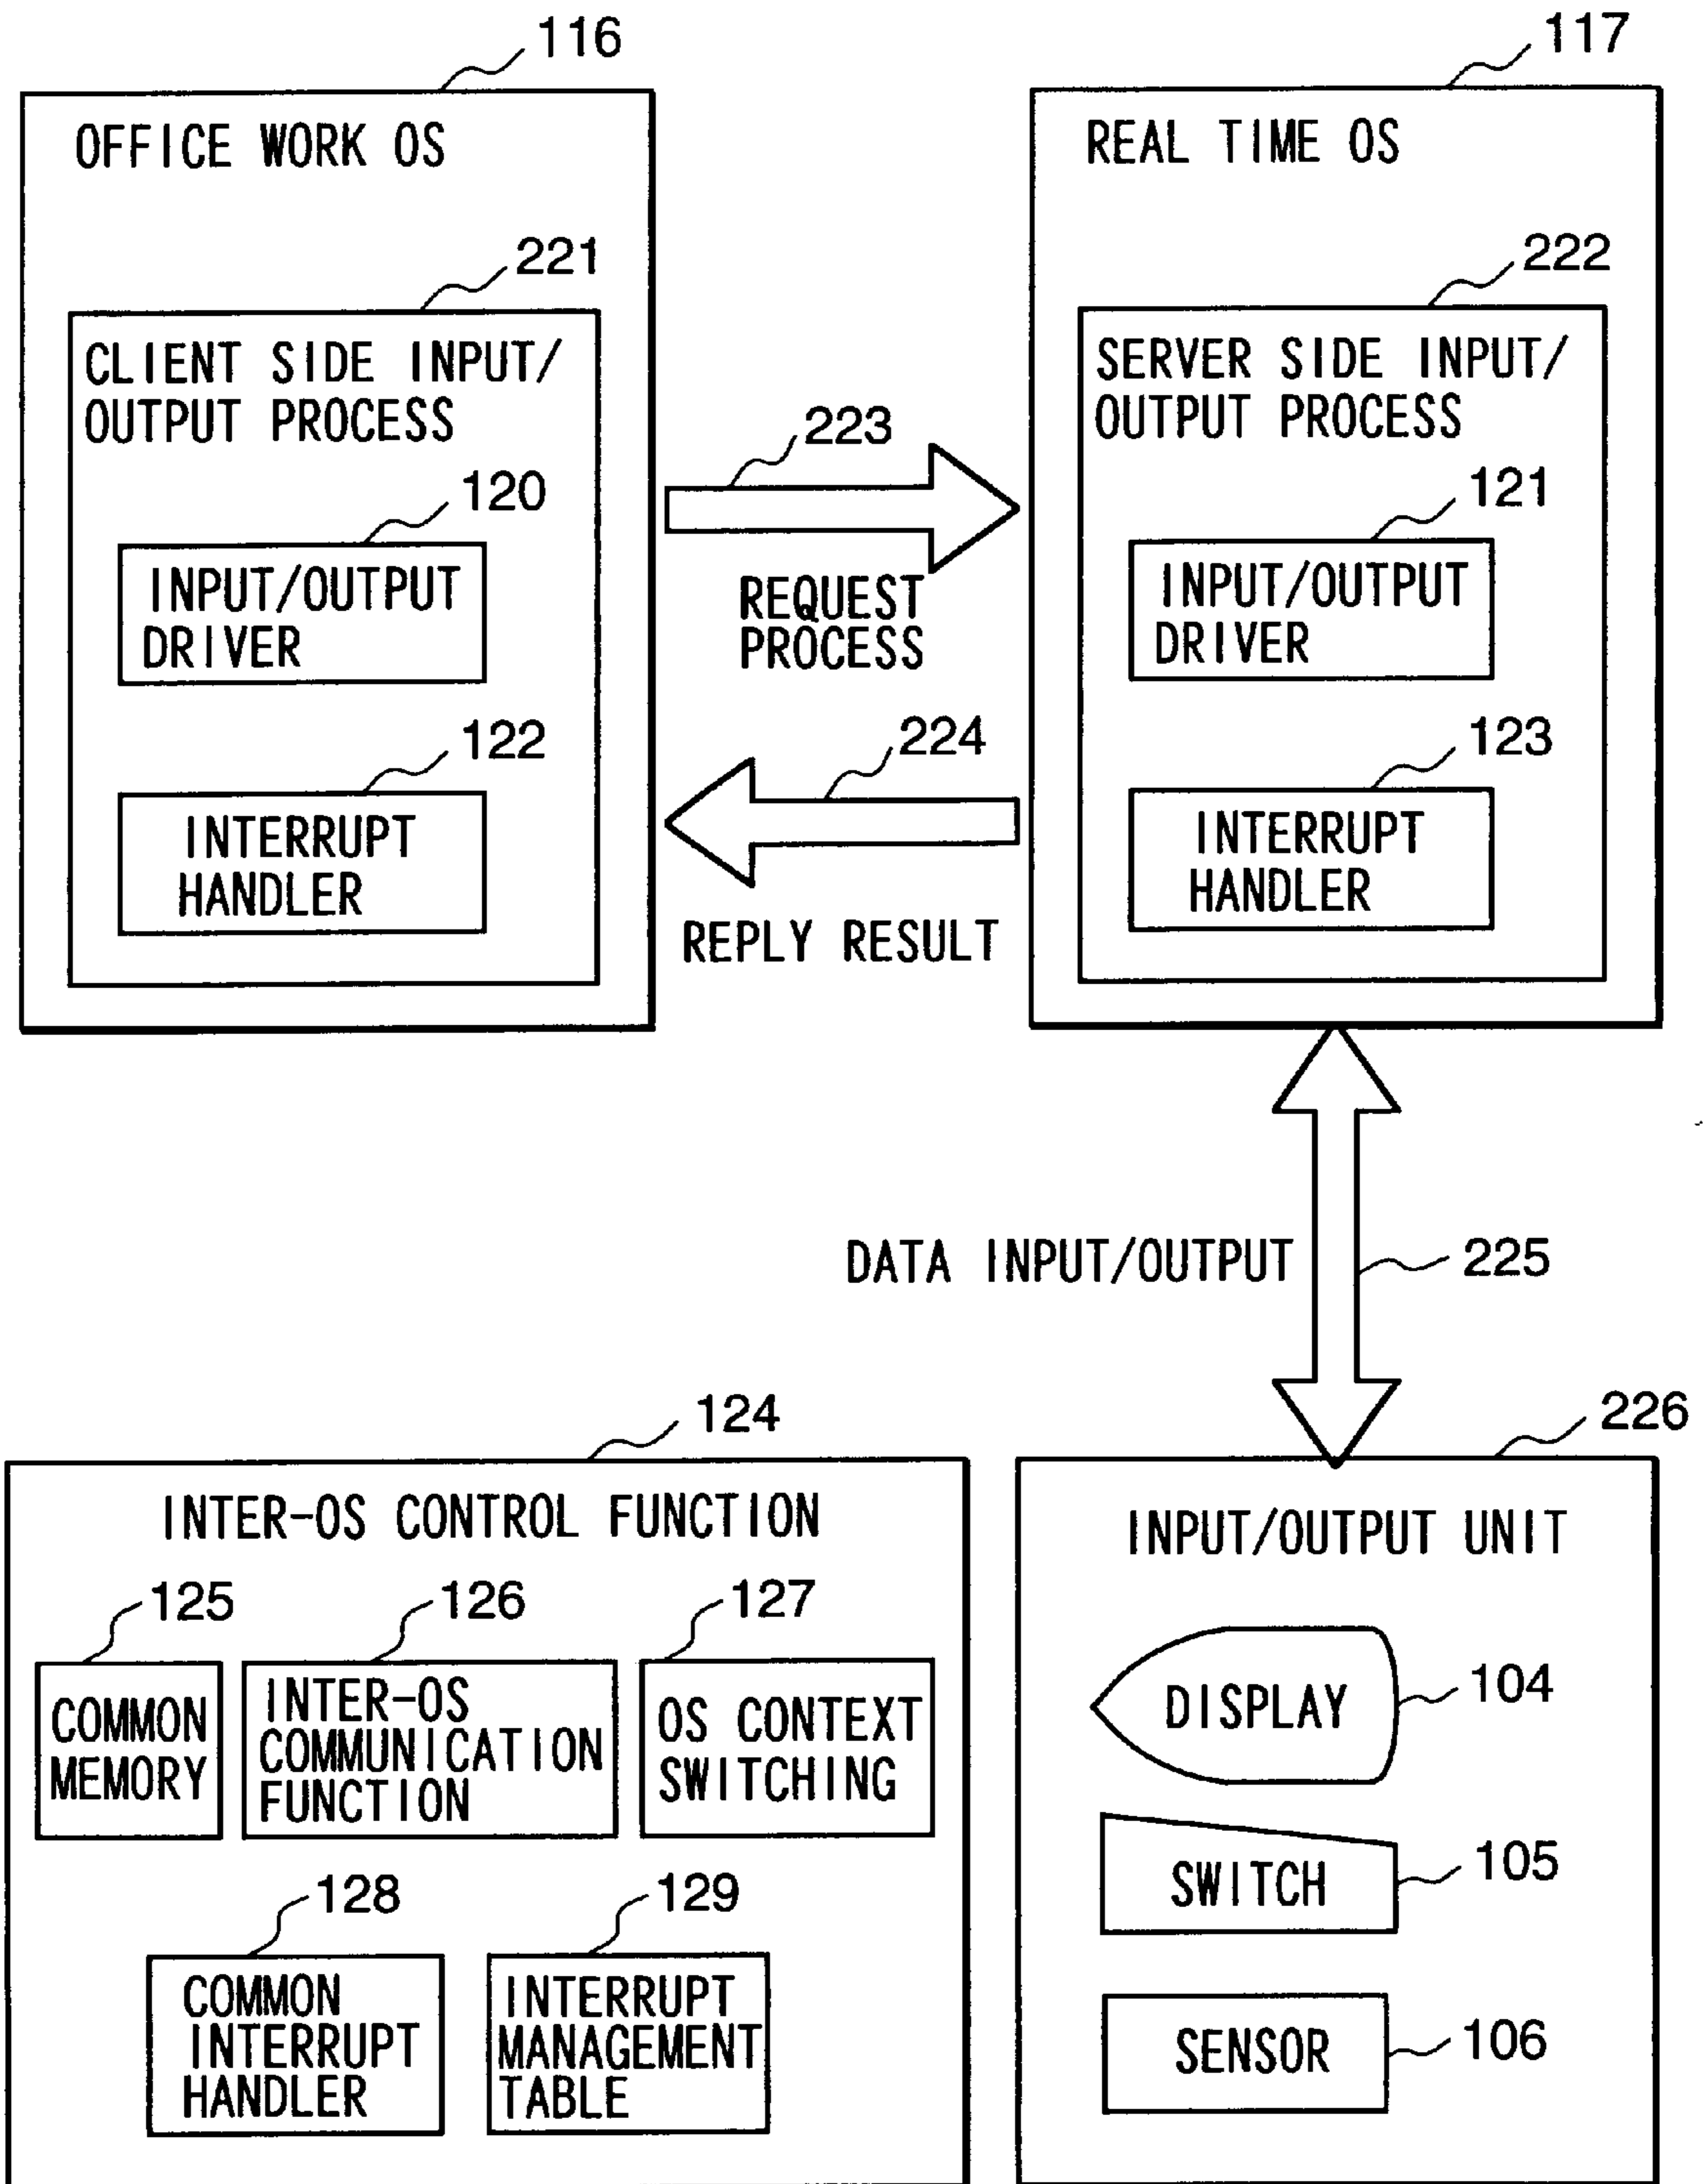 116
OFFICE WORK OS
221
CLIENT SIDE INPUT/
OUTPUT PROCESS
120
INPUT/OUTPUT
DRIVER
122
INTERRUPT
HANDLER
223
REQUEST
PROCESS
224
REPLY RESULT
117
REAL TIME OS
222
SERVER SIDE INPUT/
OUTPUT PROCESS
121
INPUT/OUTPUT
DRIVER
123
INTERRUPT
HANDLER
DATA INPUT/OUTPUT
225
124
INTER-OS CONTROL FUNCTION
125
COMMON
MEMORY
126
INTER-OS
COMMUNICATION
FUNCTION
127
OS CONTEXT
SWITCHING
128
COMMON
INTERRUPT
HANDLER
129
INTERRUPT
MANAGEMENT
TABLE
226
INPUT/OUTPUT UNIT
DISPLAY
104
SWITCH
105
SENSOR
106